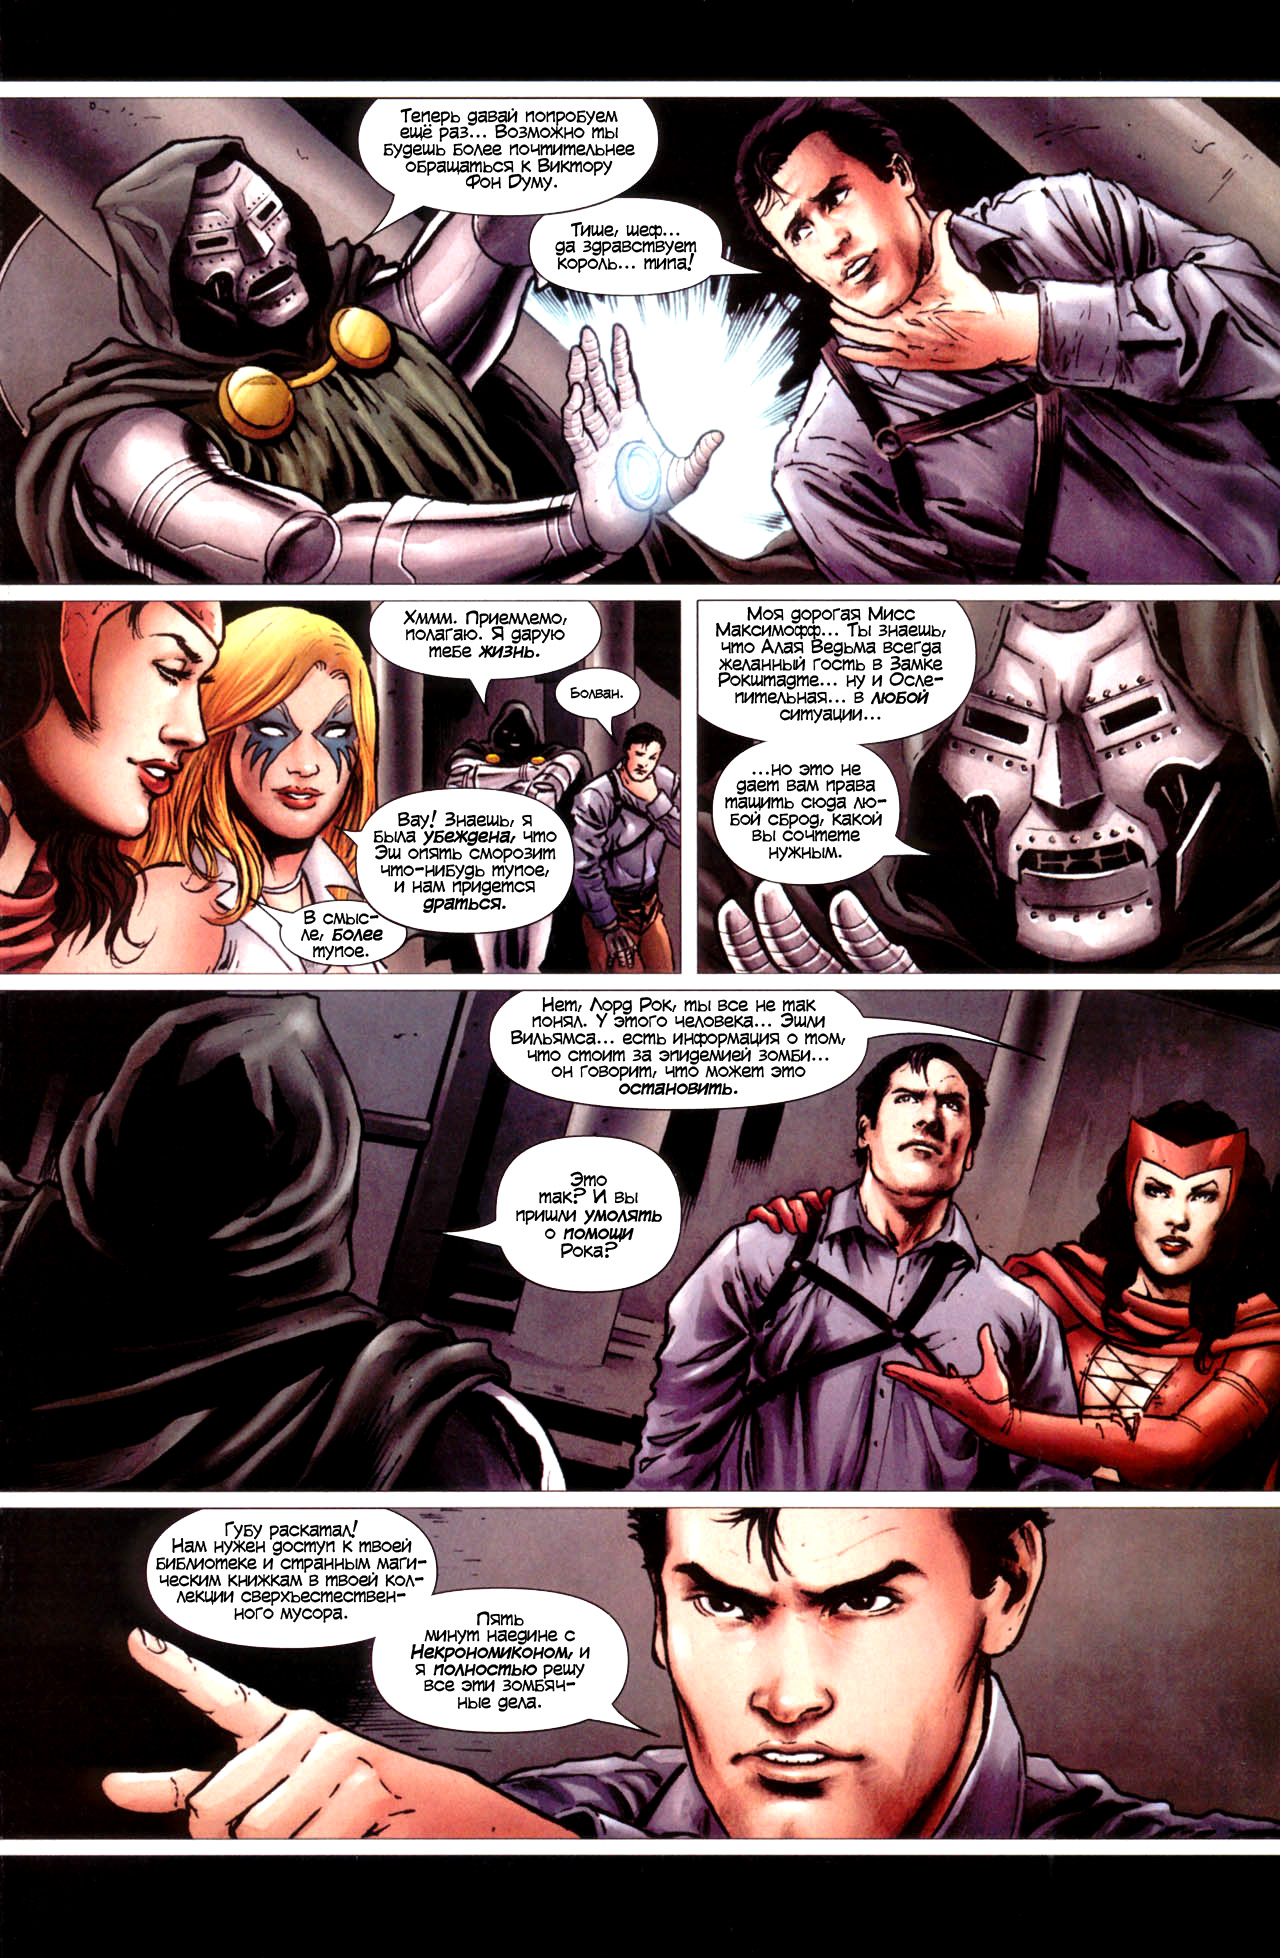 Теперь давай попробуем
ещё раз... Возможно ты
будешь более почтительнее
обращаться к Виктору
Фон Думу.
Тише, шеф...
да здравствует
король... типа!
Хммм. Приемлемо,
полагаю. Я дарую
тебе жизнь.
Болван.
Вау! Знаешь, я
была убеждена, что
Эш опять сморозит
что-нибудь тупое,
и нам придется
драться.
В смыс-
ле, более
тупое.
Моя дорогая Мисс
Максимофф... Ты знаешь,
что Алая Ведьма всегда
желанный гость в Замке
Рокштадте... ну и Осле-
пительная... в любой
ситуации...
...но это не
дает вам права
тащить сюда лю-
бой сброд, какой
вы сочтете
нужным.
Нет, Лорд Рок, ты все не так
понял. У этого человека... Эшли
Вильямса... есть информация о том,
что стоит за эпидемией зомби...
он говорит, что может это
остановить.
Это
так? И вы
пришли умолять
о помощи
Рока?
Губу раскатал!
Нам нужен доступ к твоей
библиотеке и странным маги-
ческим книжкам в твоей кол-
лекции сверхъестествен-
ного мусора.
Пять
минут наедине с
Некрономиконом, и
я полностью решу
все эти зомбяч-
ные дела.